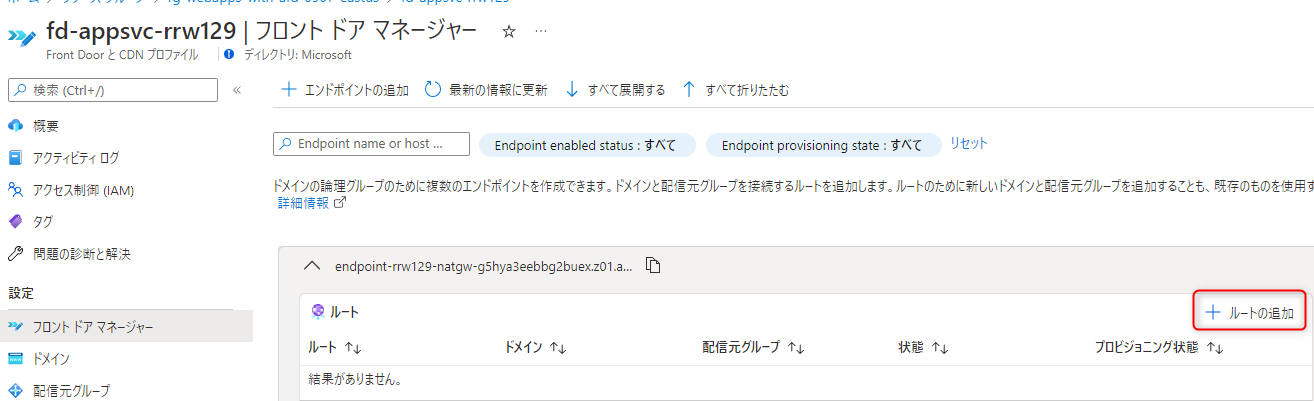 fd-appsvc-rrw129 | フロント ドア マネージャー ☆ …
Front Door と CDN プロファイル ディレクトリ: Microsoft
検索 (Ctrl+/) «
概要
アクティビティ ログ
アクセス制御 (IAM)
タグ
問題の診断と解決
設定
フロント ドア マネージャー
ドメイン
配信元グループ
エンドポイントの追加 最新の情報に更新 すべて展開する すべて折りたたむ
Endpoint name or host ... Endpoint enabled status : すべて Endpoint provisioning state : すべて リセット
ドメインの論理グループのために複数のエンドポイントを作成できます。ドメインと配信元グループを接続するルートを追加します。ルートのために新しいドメインと配信元グループを追加することも、既存のものを使用す
詳細情報
endpoint-rrw129-natgw-g5hya3eebbg2buex.z01.a...
ルート + ルートの追加
ルート ↑↓ ドメイン ↑↓ 配信元グループ ↑↓ 状態 ↑↓ プロビジョニング状態 ↑↓
結果がありません。